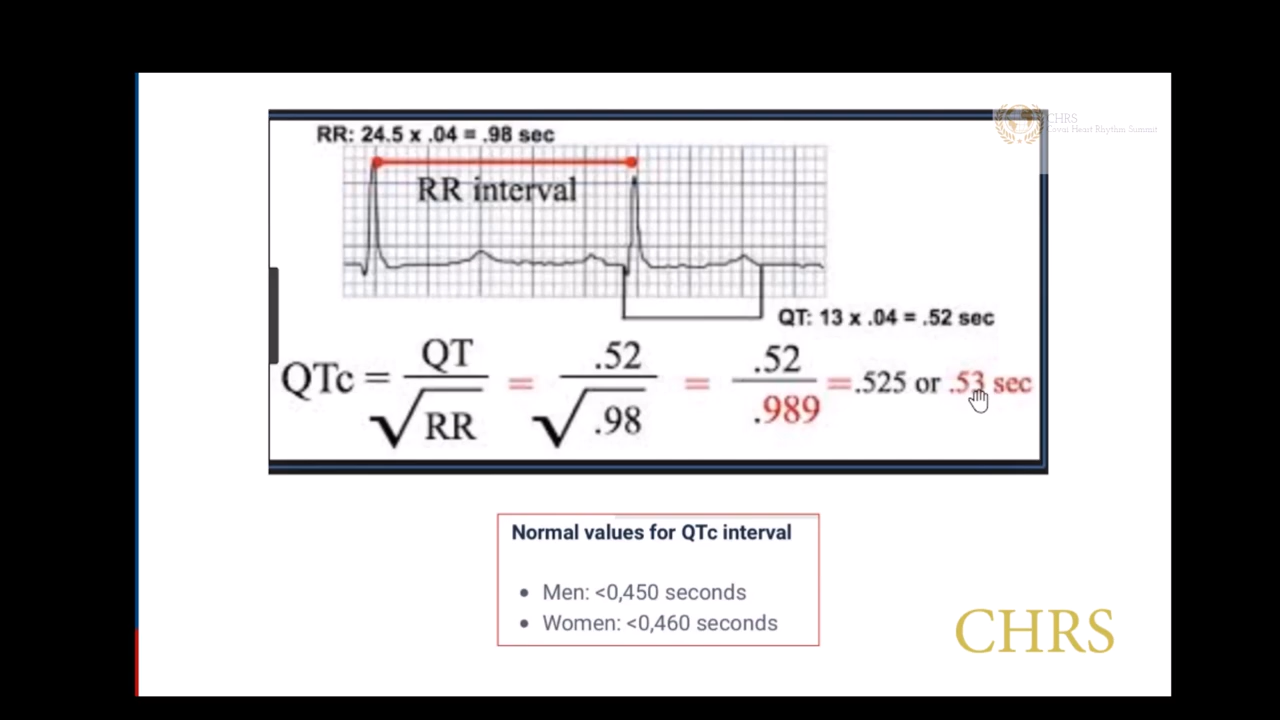 RR: 24.5 x .04 = .98 sec
CHRS
Covai Heart Rhythm Summit
RR interval
QT: 13 x .04 = .52 sec
QTc = QT / √RR = .52 / √.98 = .52 / .989 = .525 or .53 sec
Normal values for QTc interval
• Men: <0,450 seconds
• Women: <0,460 seconds
CHRS